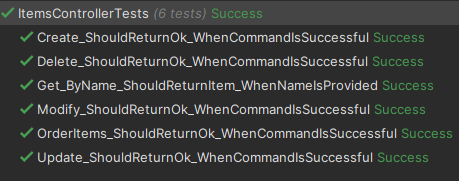 ItemsControllerTests (6 tests) Success
Create_ShouldReturnOk_WhenCommandIsSuccessful Success
Delete_ShouldReturnOk_WhenCommandIsSuccessful Success
Get_ByName_ShouldReturnItem_WhenNameIsProvided Success
Modify_ShouldReturnOk_WhenCommandIsSuccessful Success
OrderItems_ShouldReturnOk_WhenCommandIsSuccessful Success
Update_ShouldReturnOk_WhenCommandIsSuccessful Success